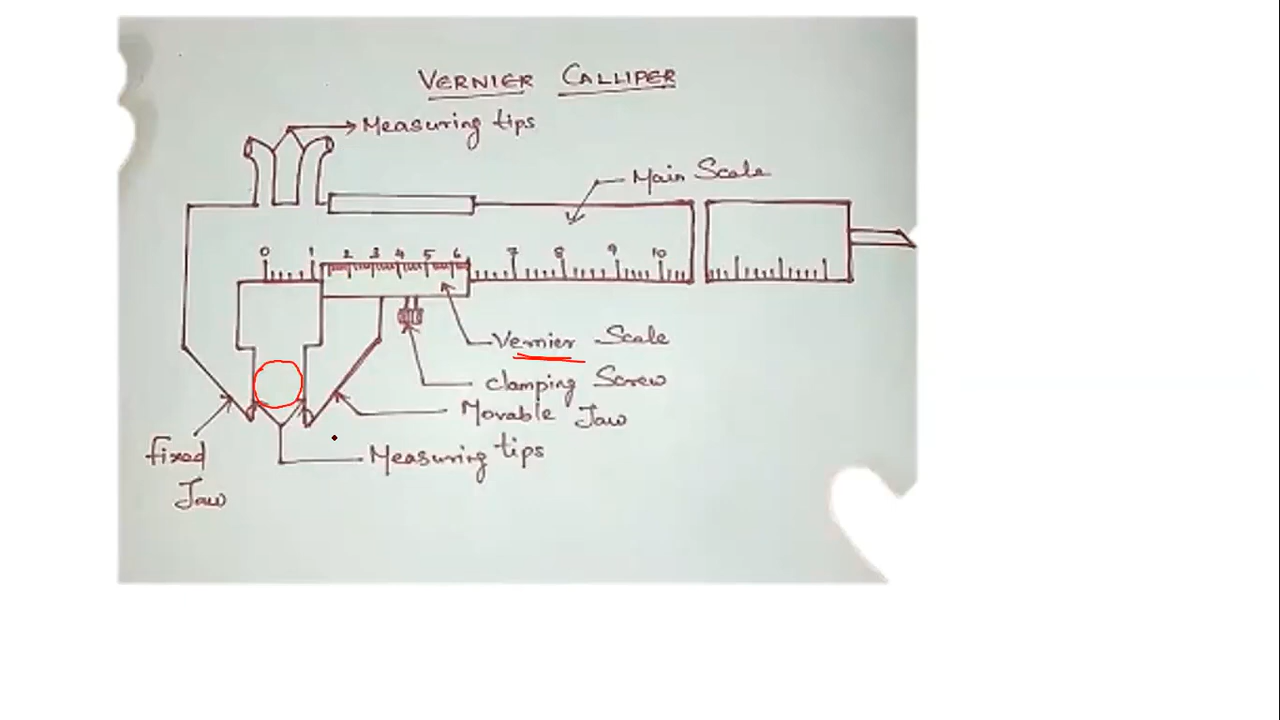 VERNIER CALLIPER
Measuring tips
Main Scale
0 1 2 3 4 5 6 7 8 9 10
Vernier Scale
Clamping Screw
Movable Jaw
Measuring tips
fixed
Jaw